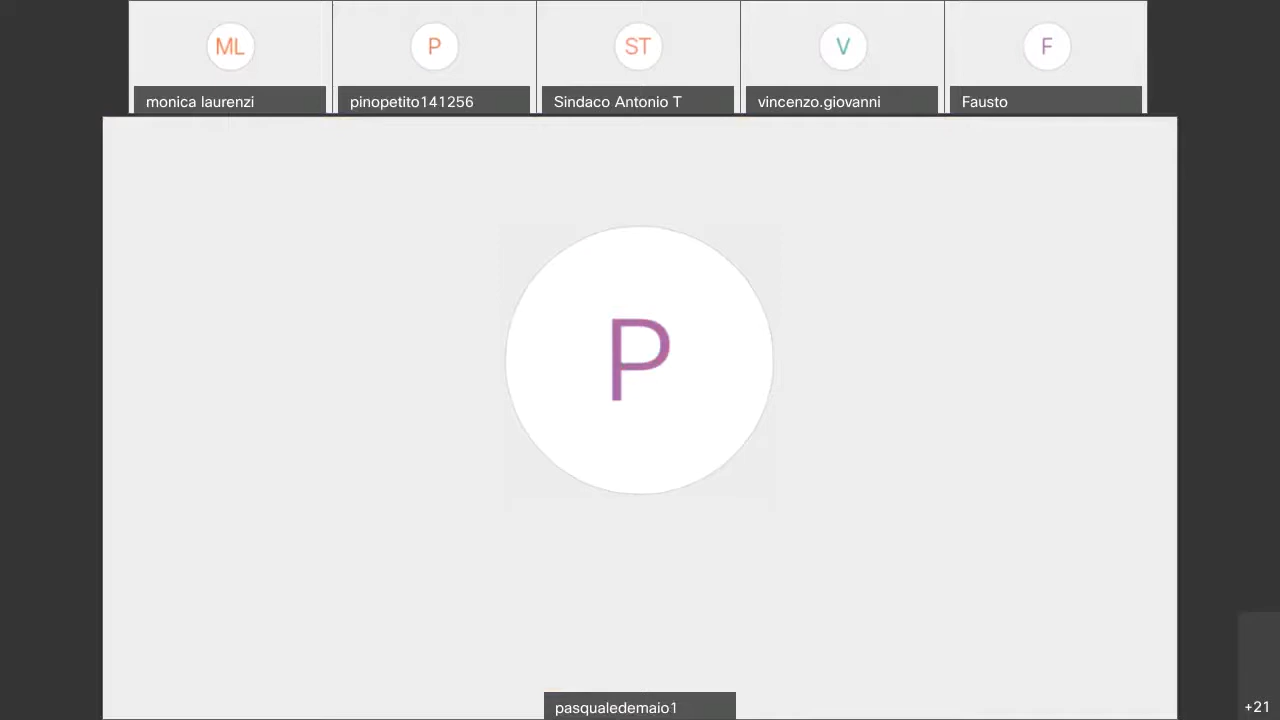 ML
P
ST
V
F
monica laurenzi
pinopetito141256
Sindaco Antonio T
vincenzo.giovanni
Fausto
P
pasqualedemaio1
+21